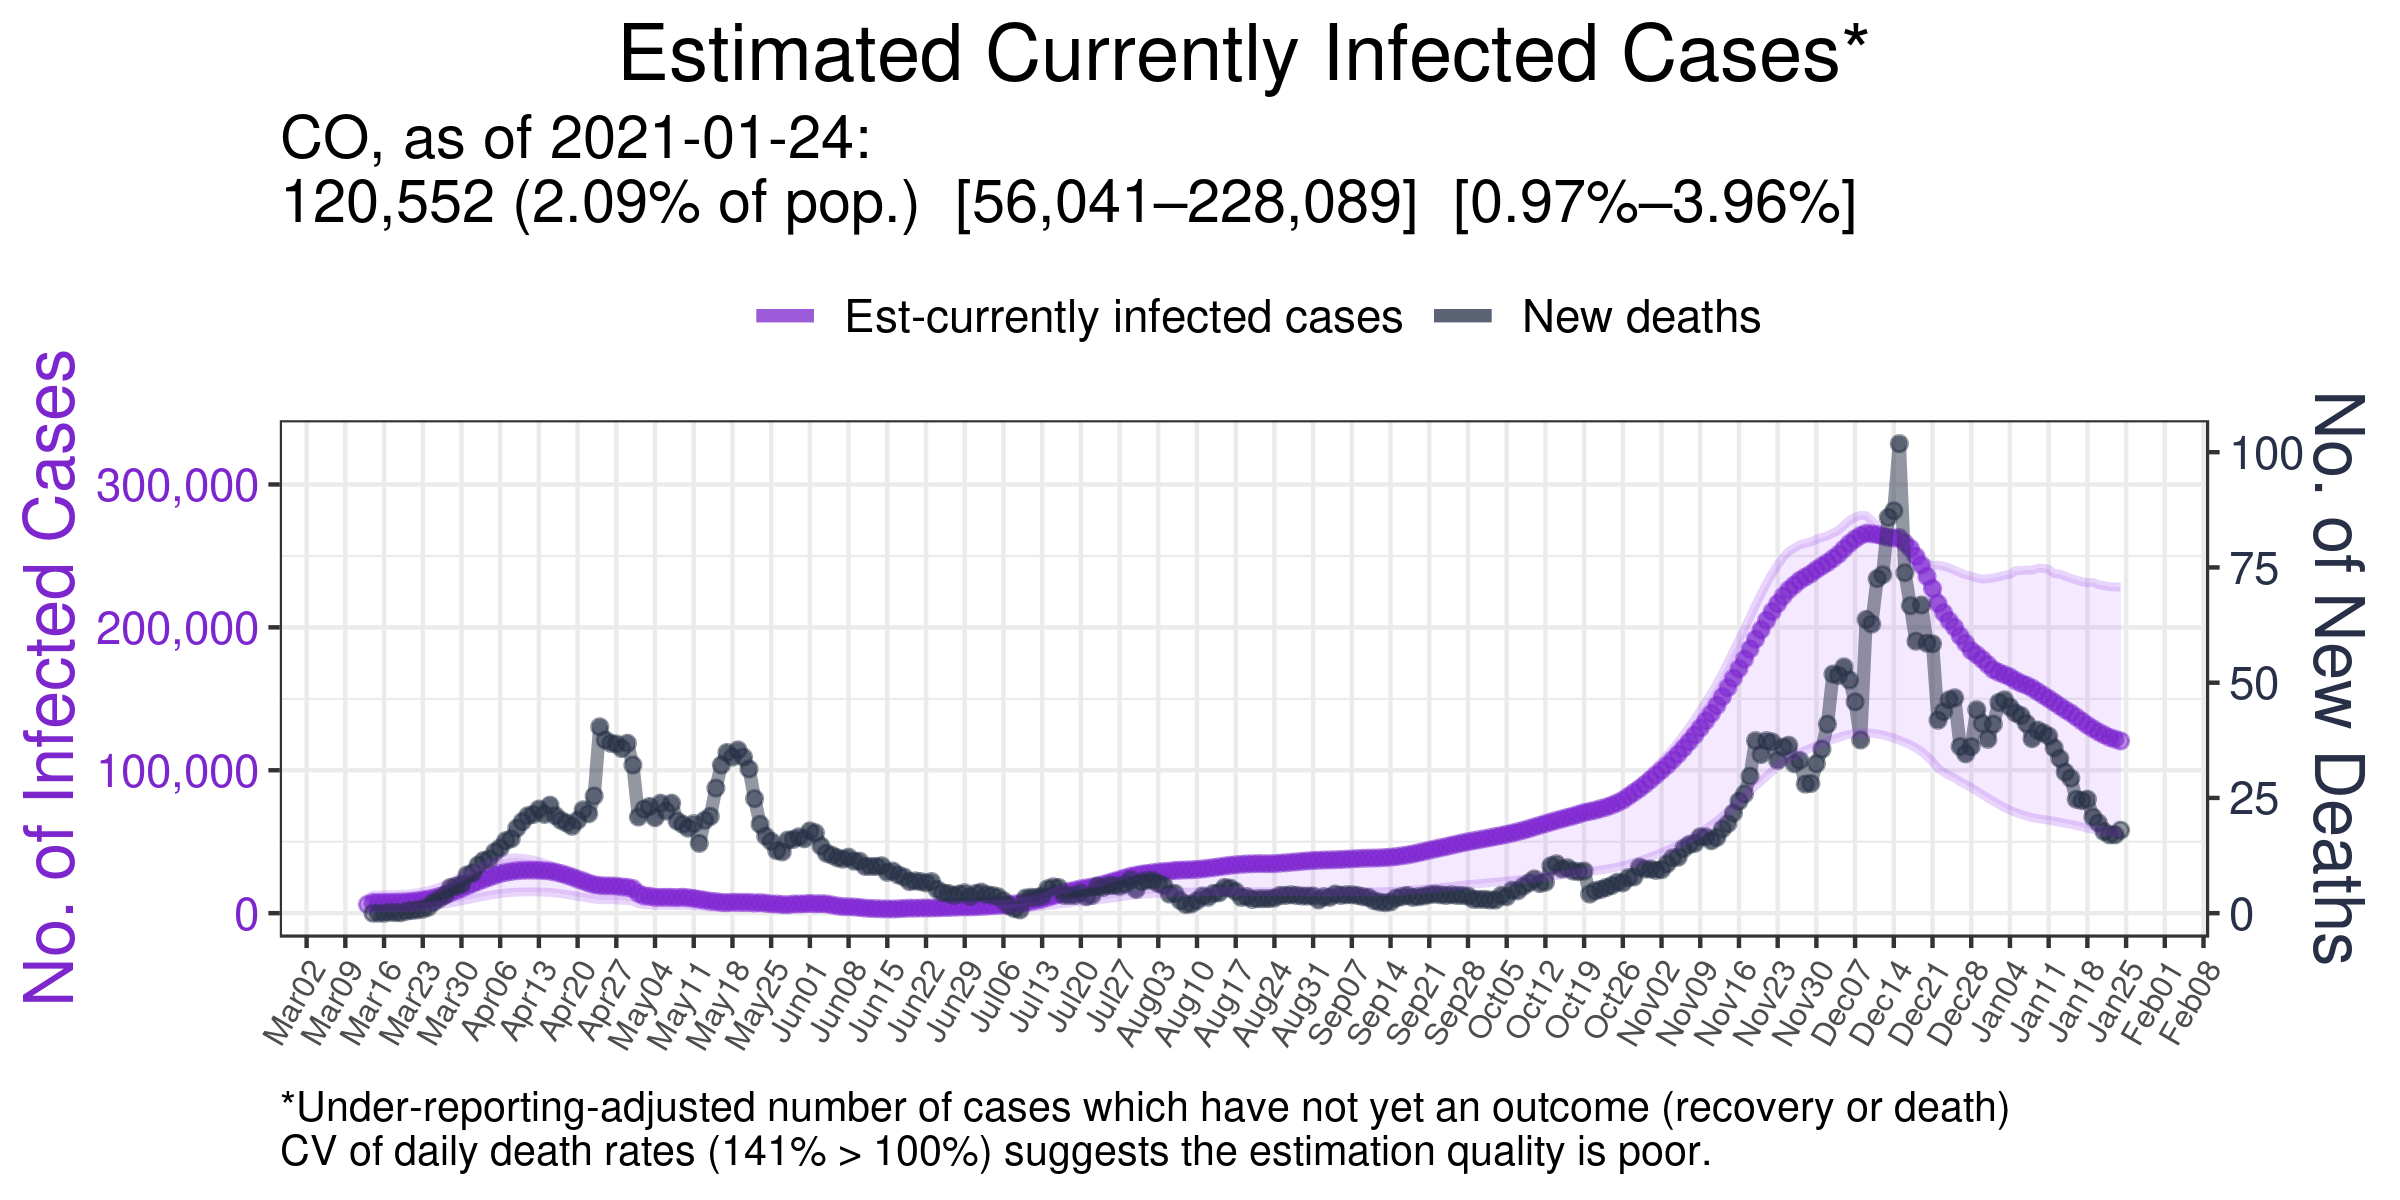 Estimated Currently Infected Cases*
CO, as of 2021-01-24:
120,552 (2.09% of pop.) [56,041–228,089] [0.97%–3.96%]
Est-currently infected cases New deaths
No. of Infected Cases
300,000
200,000
100,000
0
100
75
50
25
0
No. of New Deaths
Mar02 Mar09 Mar16 Mar23 Mar30 Apr06 Apr13 Apr20 Apr27 May04 May11 May18 May25 Jun01 Jun08 Jun15 Jun22 Jun29 Jul06 Jul13 Jul20 Jul27 Aug03 Aug10 Aug17 Aug24 Aug31 Sep07 Sep14 Sep21 Sep28 Oct05 Oct12 Oct19 Oct26 Nov02 Nov09 Nov16 Nov23 Nov30 Dec07 Dec14 Dec21 Dec28 Jan04 Jan11 Jan18 Jan25 Feb01 Feb08
*Under-reporting-adjusted number of cases which have not yet an outcome (recovery or death)
CV of daily death rates (141% > 100%) suggests the estimation quality is poor.